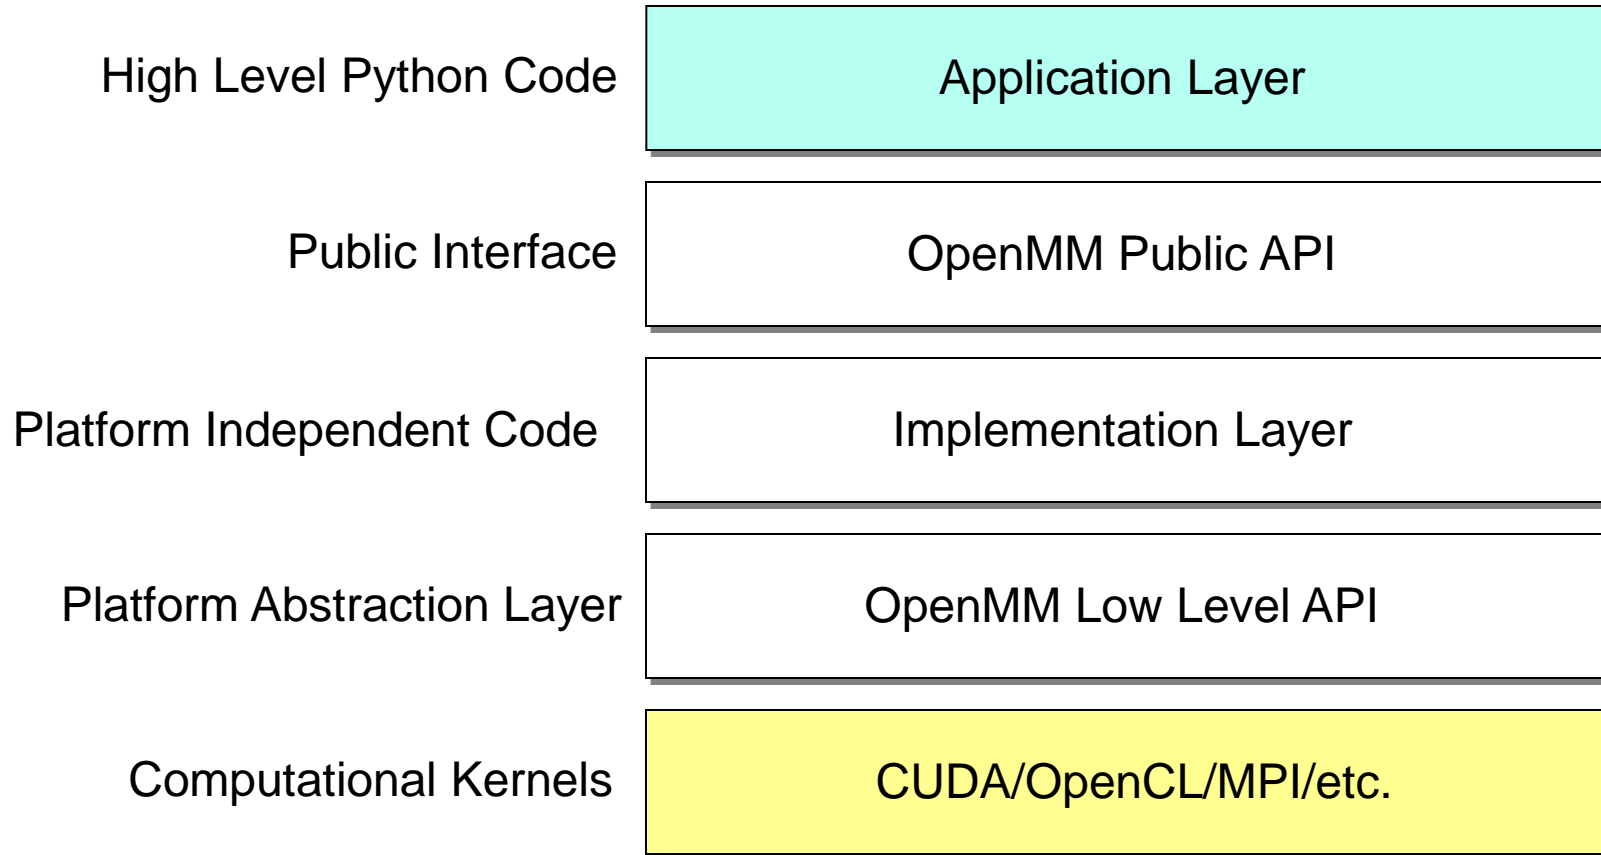 High Level Python Code
Application Layer
Public Interface
OpenMM Public API
Platform Independent Code
Implementation Layer
Platform Abstraction Layer
OpenMM Low Level API
Computational Kernels
CUDA/OpenCL/MPI/etc.